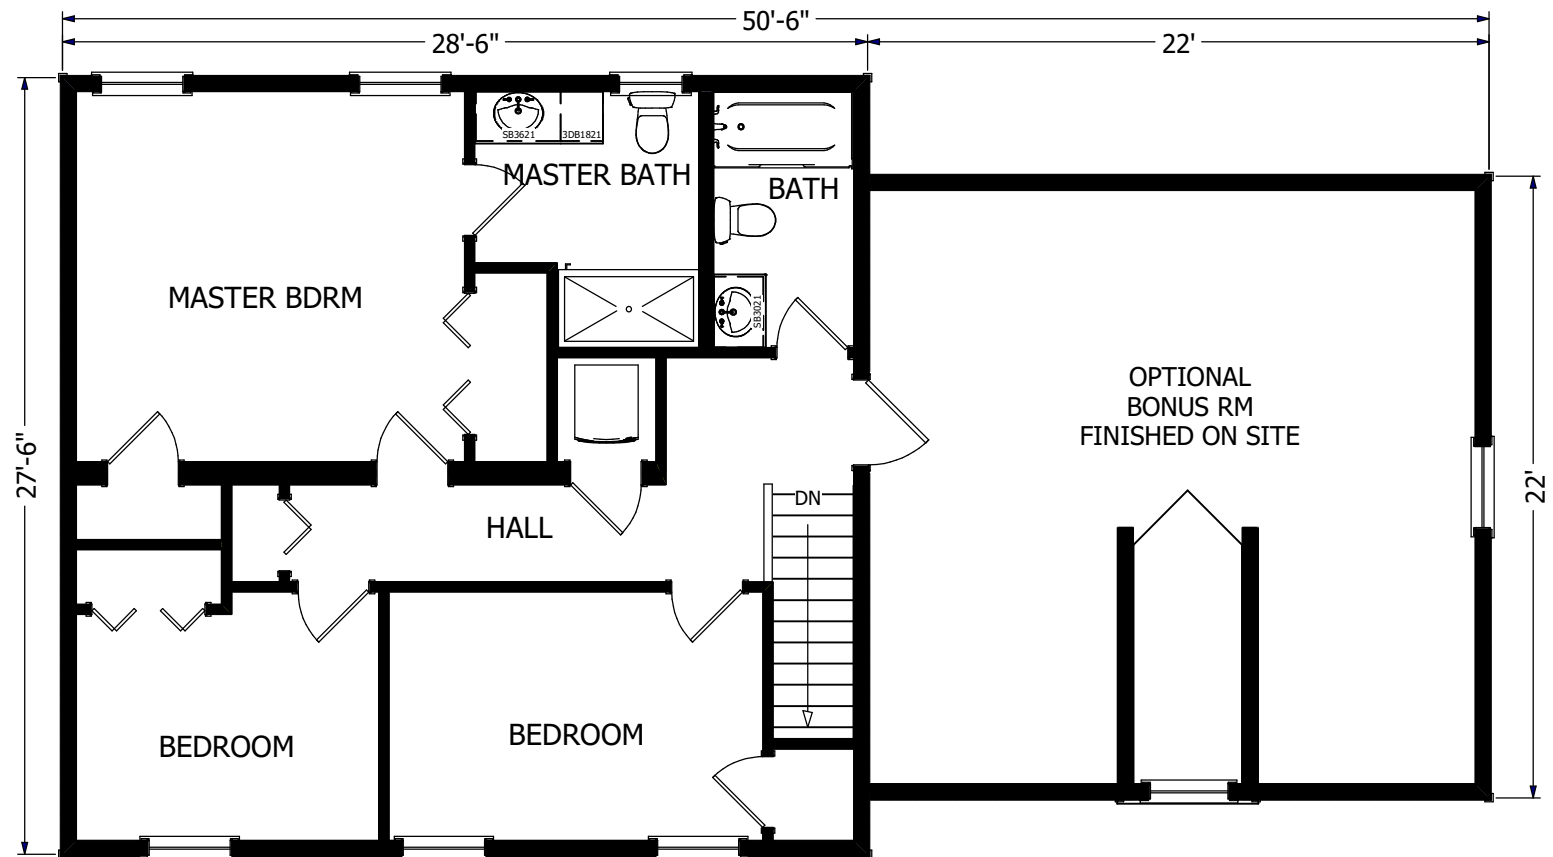 50'-6"
28'-6"
22'
SB3621
3DB1821
MASTER BATH
BATH
MASTER BDRM
SB3021
OPTIONAL
BONUS RM
FINISHED ON SITE
27'-6"
22'
DN
HALL
BEDROOM
BEDROOM